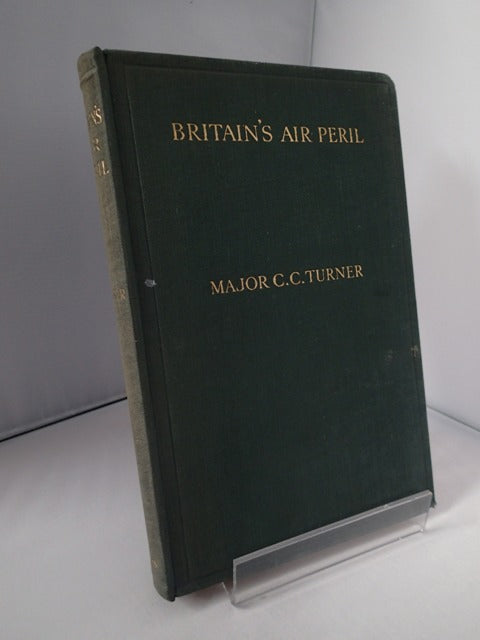 BRITAIN'S AIR PERIL
MAJOR C.C. TURNER